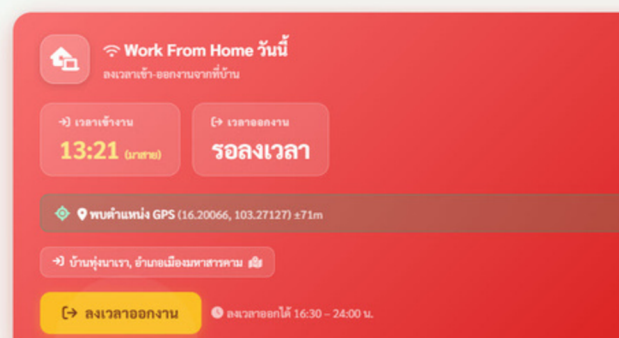 Work From Home วันนี้
ลงเวลาเข้า-ออกงานจากที่บ้าน
เวลาเข้างาน
13:21 (มาสาย)
เวลาออกงาน
รอลงเวลา
พบตำแหน่ง GPS (16.20066, 103.27127) ±71m
บ้านทุ่งนาเรา, อำเภอเมืองมหาสารคาม
ลงเวลาออกงาน
ลงเวลาออกได้ 16:30 – 24:00 น.